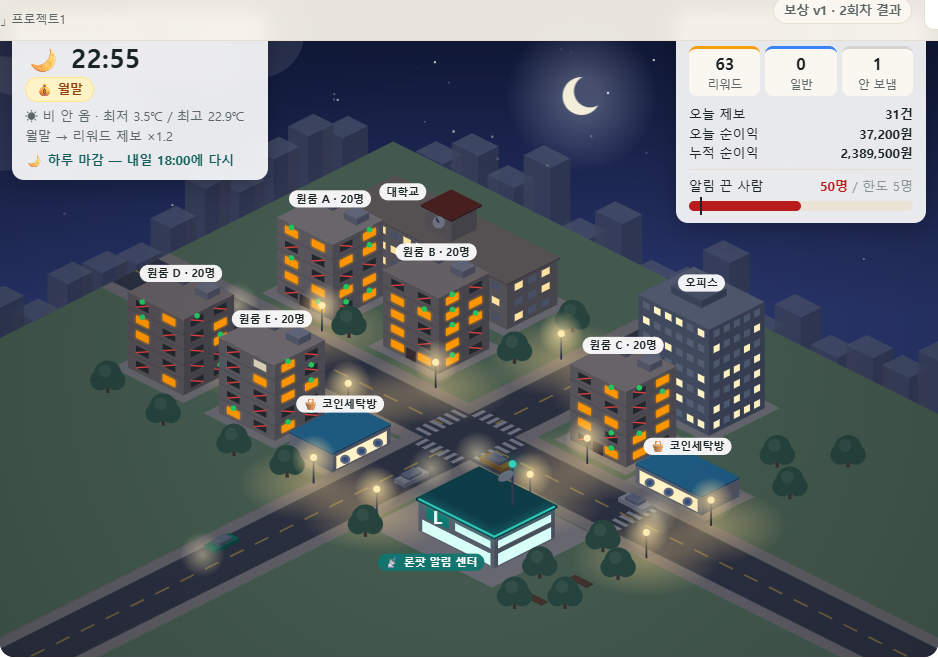 」 프로젝트1
보상 v1 · 2회차 결과
22:55
월말
비 안 옴 · 최저 3.5℃ / 최고 22.9℃
월말 → 리워드 제보 ×1.2
하루 마감 — 내일 18:00에 다시
63
리워드
0
일반
1
안 보냄
오늘 제보 31건
오늘 순이익 37,200원
누적 순이익 2,389,500원
알림 끈 사람 50명 / 한도 5명
대학교
원룸 A · 20명
원룸 B · 20명
원룸 D · 20명
오피스
원룸 E · 20명
원룸 C · 20명
코인세탁방
코인세탁방
L
론팟 알림 센터